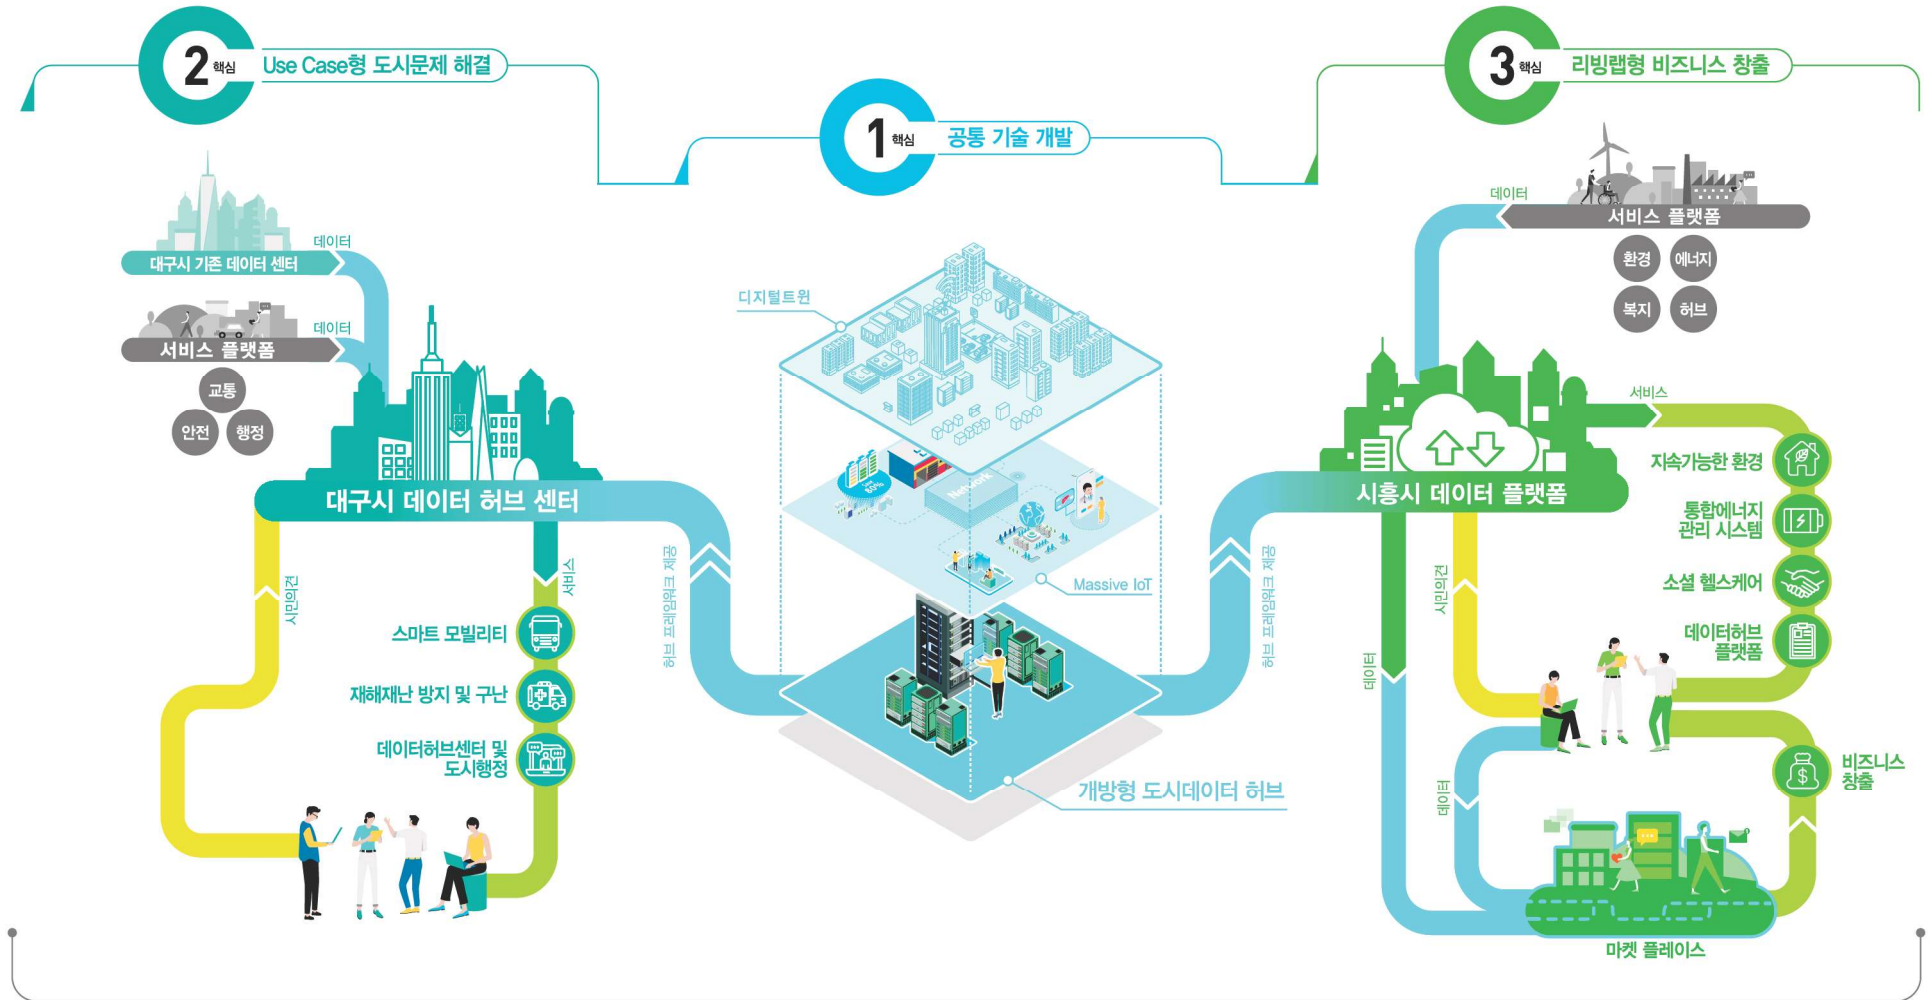 2 핵심
Use Case형 도시문제 해결
대구시 기존 데이터 센터
데이터
서비스 플랫폼
데이터
교통
안전
행정
대구시 데이터 허브 센터
시민의견
서비스
스마트 모빌리티
재해재난 방지 및 구난
데이터허브센터 및
도시행정
허브 프레임워크 제공
1 핵심
공통 기술 개발
디지털트윈
80%
Network
Massive IoT
개방형 도시데이터 허브
허브 프레임워크 제공
3 핵심
리빙랩형 비즈니스 창출
데이터
서비스 플랫폼
환경
에너지
복지
허브
시흥시 데이터 플랫폼
서비스
지속가능한 환경
통합에너지
관리 시스템
소셜 헬스케어
데이터허브
플랫폼
시민의견
데이터
데이터
비즈니스
창출
마켓 플레이스